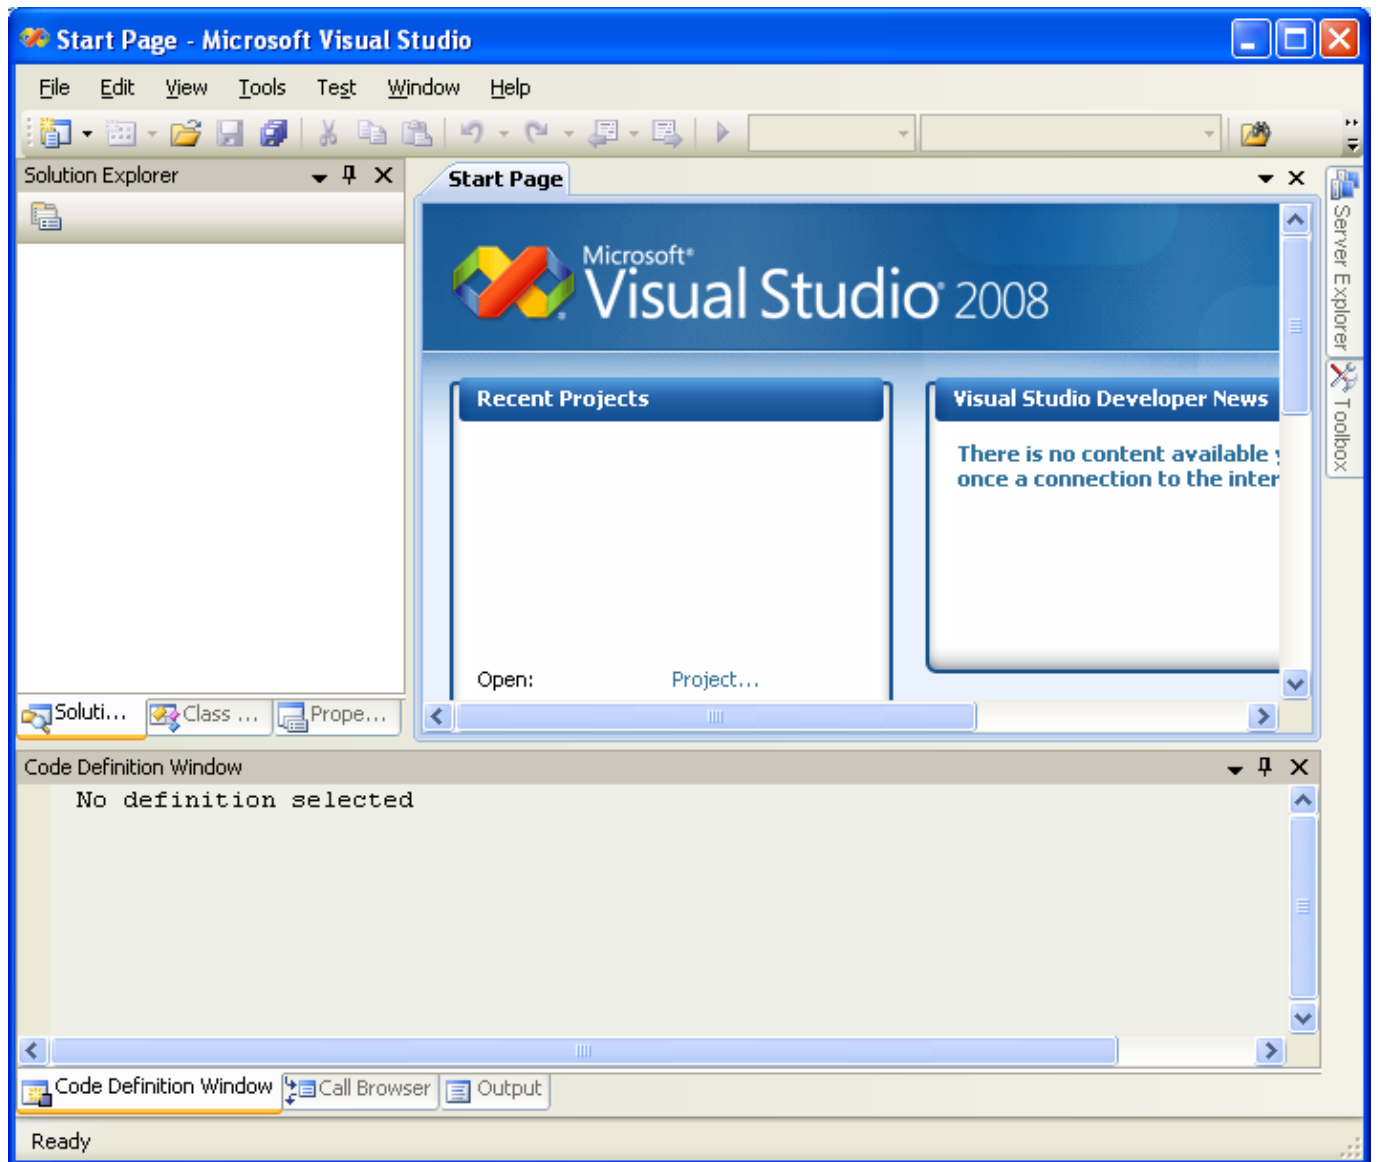 Start Page - Microsoft Visual Studio
File Edit View Tools Test Window Help
Solution Explorer
Start Page
Microsoft®
Visual Studio® 2008
Recent Projects
Visual Studio Developer News
There is no content available
once a connection to the inter
Open: Project...
Server Explorer
Toolbox
Soluti... Class ... Prope...
Code Definition Window
No definition selected
Code Definition Window Call Browser Output
Ready